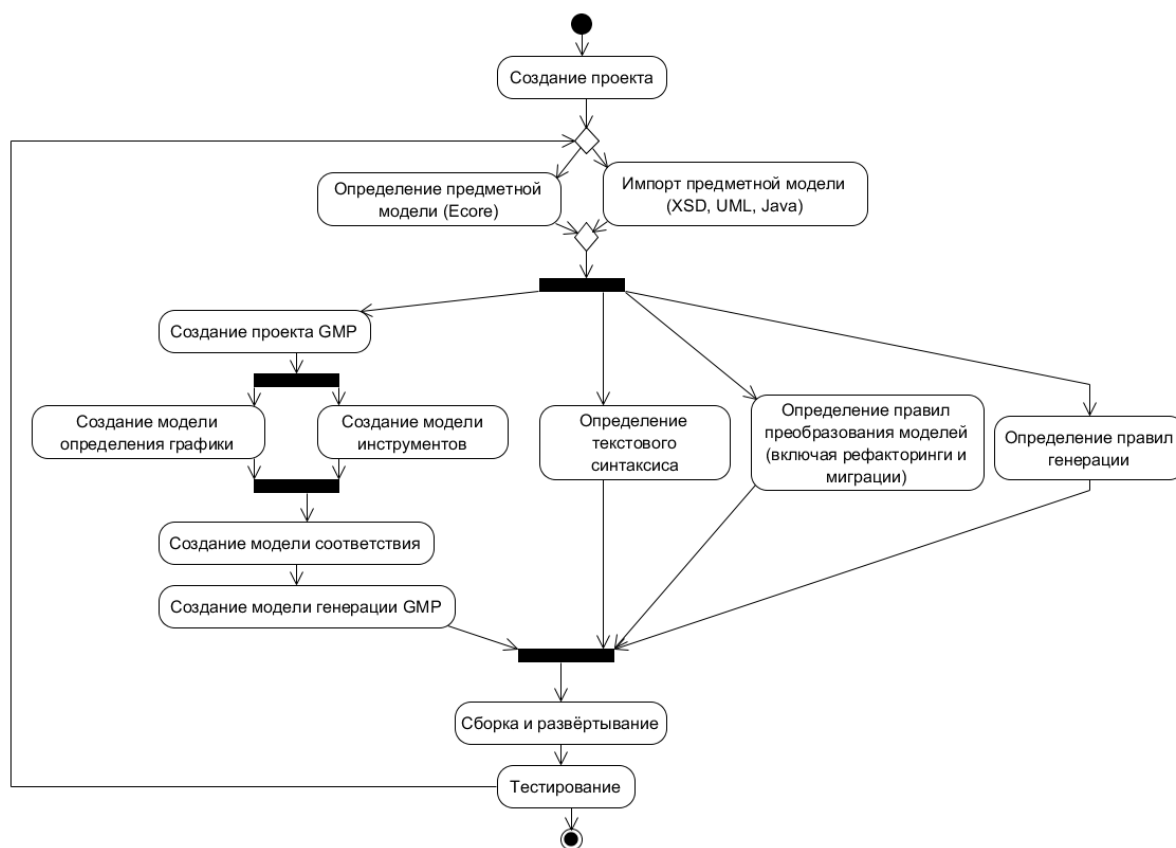 Создание проекта
Определение предметной
модели (Ecore)
Импорт предметной модели
(XSD, UML, Java)
Создание проекта GMP
Создание модели
определения графики
Создание модели
инструментов
Определение
текстового
синтаксиса
Определение правил
преобразования моделей
(включая рефакторинги и
миграции)
Определение правил
генерации
Создание модели соответствия
Создание модели генерации GMP
Сборка и развёртывание
Тестирование